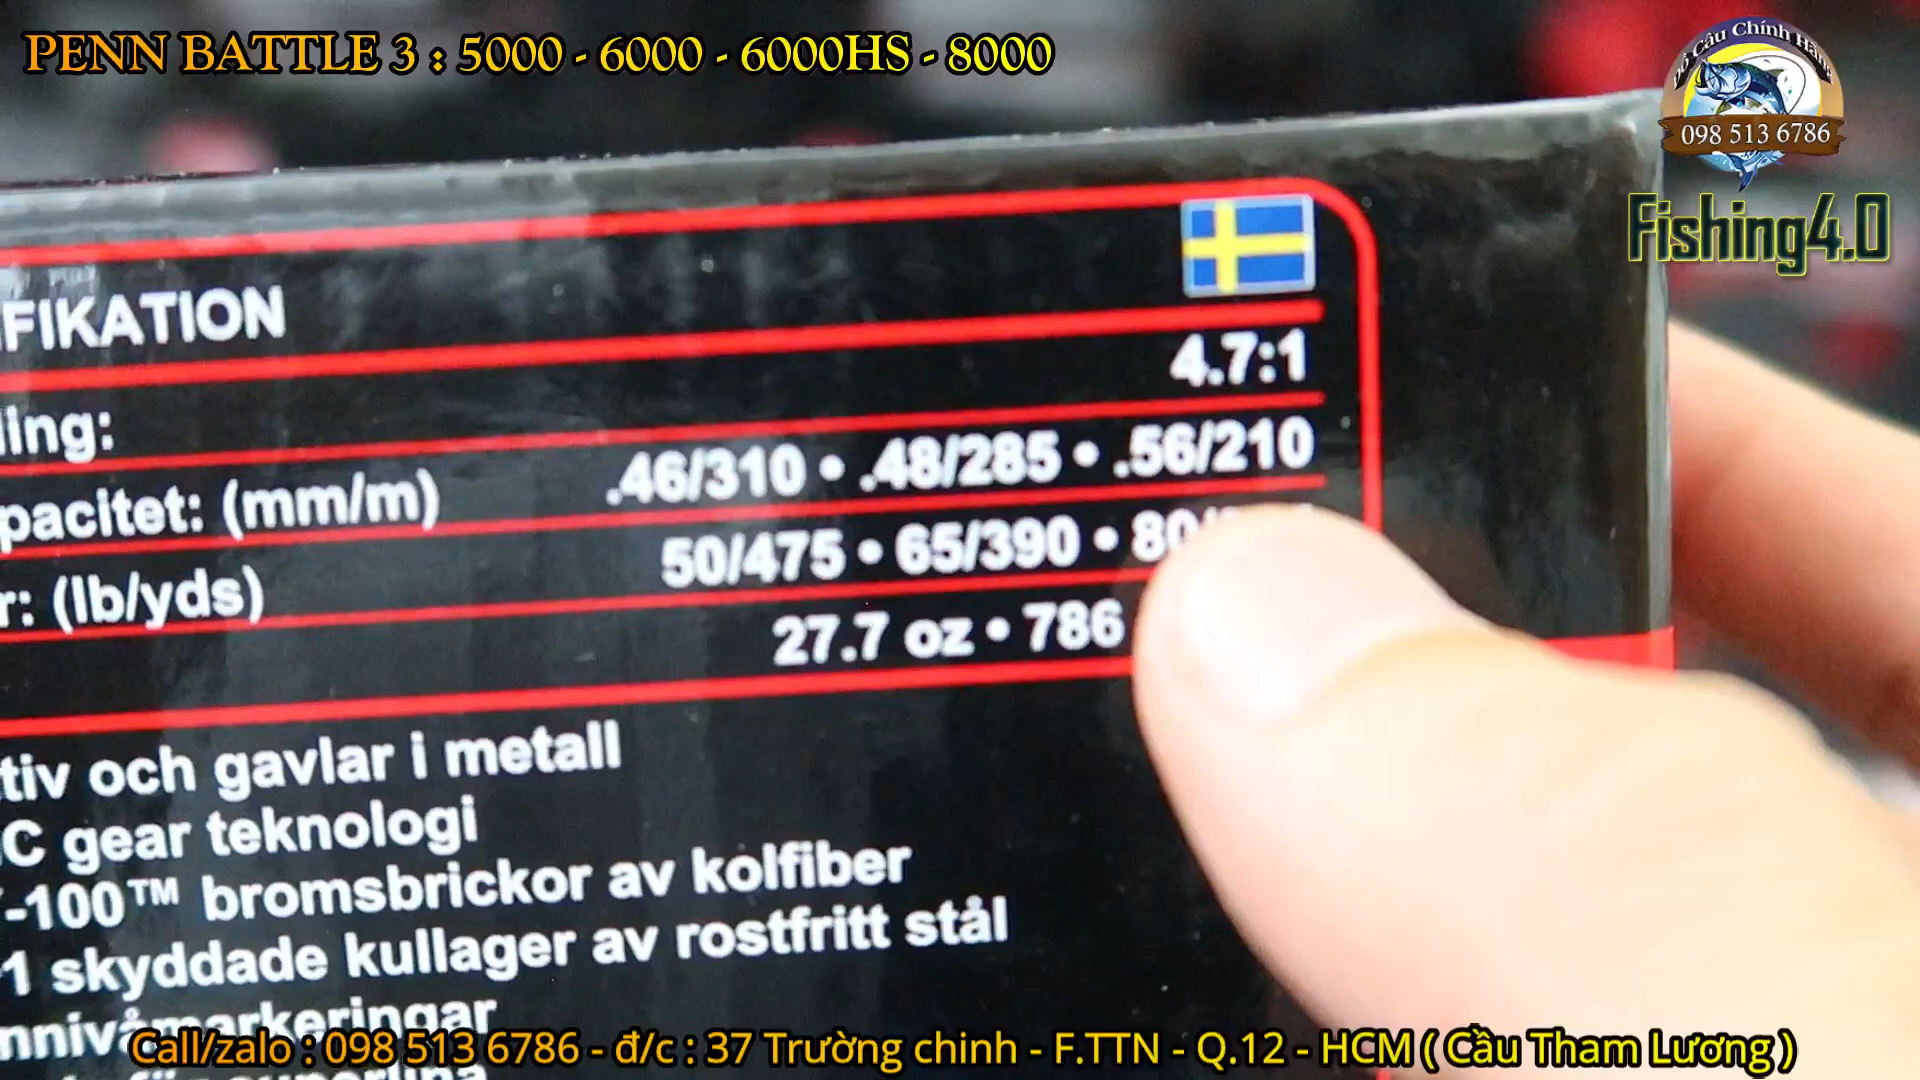 PENN BATTLE 3 : 5000 - 6000 - 6000HS - 8000
Đồ Câu Chính Hãng
098 513 6786
Fishing4.0
FIKATION
ling:
4.7:1
pacitet: (mm/m)
.46/310 • .48/285 • .56/210
r: (lb/yds)
50/475 • 65/390 • 80/
27.7 oz • 786
tiv och gavlar i metall
C gear teknologi
-100™ bromsbrickor av kolfiber
1 skyddade kullager av rostfritt stål
nnivåmarkeringar
Call/zalo : 098 513 6786 - đ/c : 37 Trường chinh - F.TTN - Q.12 - HCM ( Cầu Tham Lương )